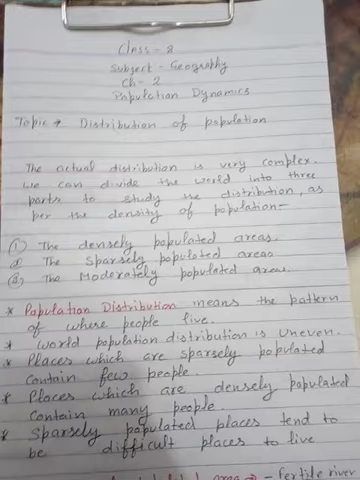 Class - 8
Subject - Geography
Ch - 2
Population Dynamics
Topic → Distribution of population
The actual distribution is very complex.
We can divide the world into three
parts to study the distribution, as
per the density of population -
① The densely populated areas.
② The Sparsely populated areas
③ The Moderately populated areas.
* Population Distribution means the pattern
of where people live.
* World population distribution is uneven.
* Places which are sparsely populated
contain few people.
* Places which are densely populated
contain many people.
* Sparsely populated places tend to
be difficult places to live
area → - Fertile river